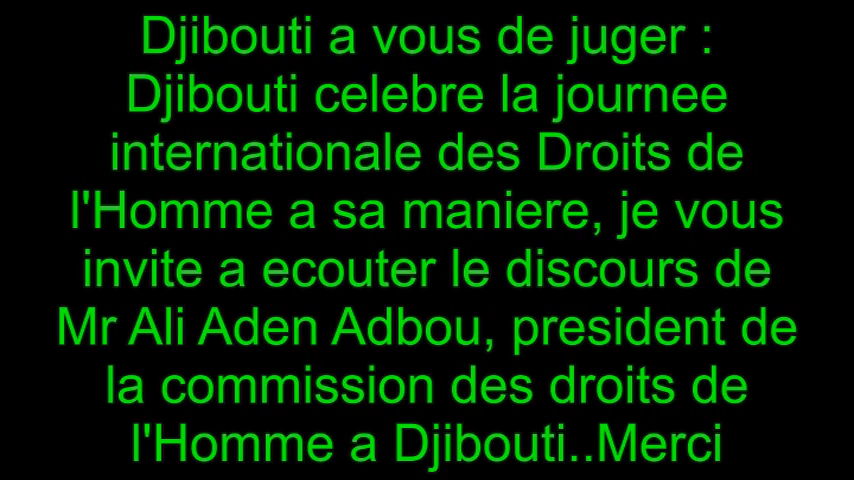 Djibouti a vous de juger :
Djibouti celebre la journee
internationale des Droits de
l'Homme a sa maniere, je vous
invite a ecouter le discours de
Mr Ali Aden Adbou, president de
la commission des droits de
l'Homme a Djibouti..Merci